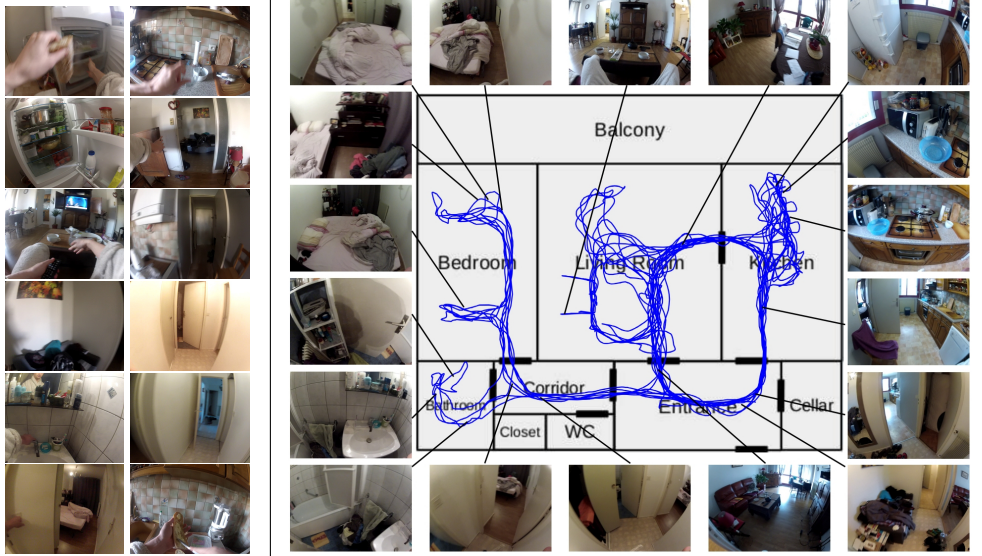 Balcony
Bedroom
Living Room
Kitchen
Bathroom
Corridor
Entrance
Cellar
Closet
WC